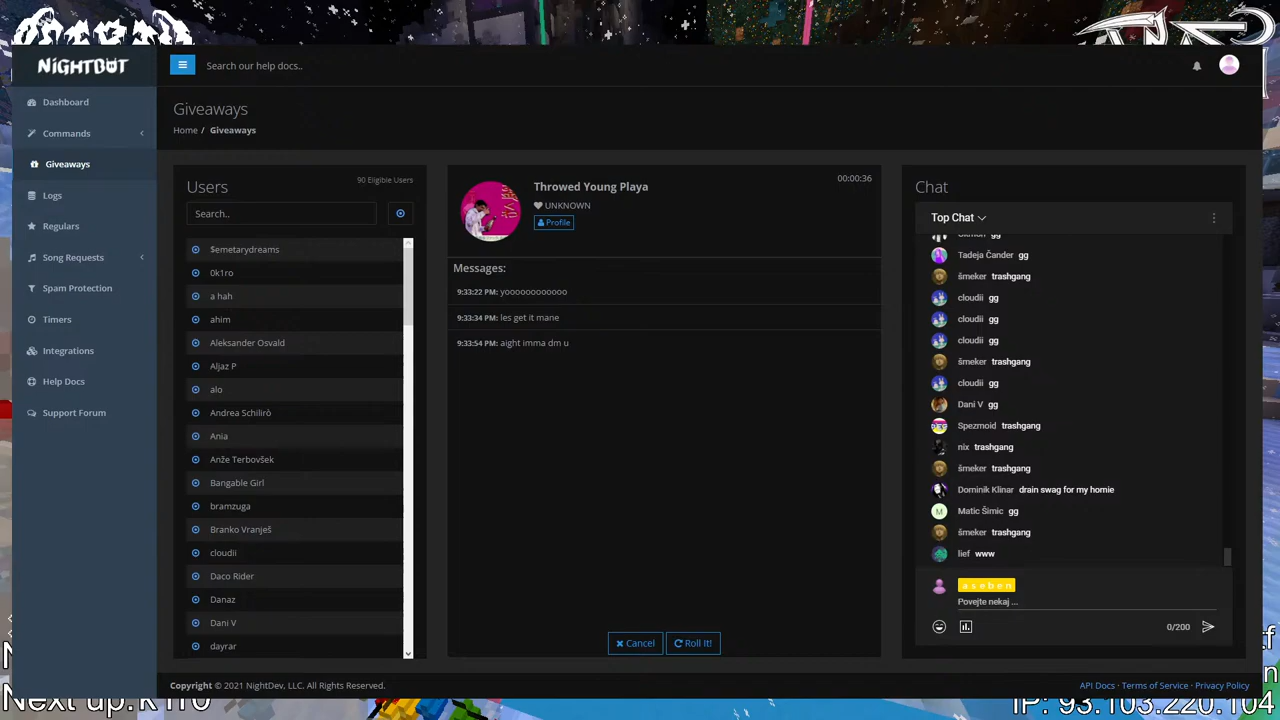 NiGHTBOT
Search our help docs..
Dashboard
Commands
Giveaways
Logs
Regulars
Song Requests
Spam Protection
Timers
Integrations
Help Docs
Support Forum
Giveaways
Home / Giveaways
Users
90 Eligible Users
Search..
$emetarydreams
0k1ro
a hah
ahim
Aleksander Osvald
Aljaz P
alo
Andrea Schilirò
Ania
Anže Terbovšek
Bangable Girl
bramzuga
Branko Vranješ
cloudii
Daco Rider
Danaz
Dani V
dayrar
Throwed Young Playa
00:00:36
UNKNOWN
Profile
Messages:
9:33:22 PM: yoooooooooooo
9:33:34 PM: les get it mane
9:33:54 PM: aight imma dm u
Cancel
Roll It!
Chat
Top Chat
Tadeja Čander gg
šmeker trashgang
cloudii gg
cloudii gg
cloudii gg
šmeker trashgang
cloudii gg
Dani V gg
Spezmoid trashgang
nix trashgang
šmeker trashgang
Dominik Klinar drain swag for my homie
M Matic Šimic gg
šmeker trashgang
lief www
a s e b e n
Povejte nekaj ...
0/200
Copyright © 2021 NightDev, LLC. All Rights Reserved.
API Docs · Terms of Service · Privacy Policy
Next up:
IP: 93.103.220.104